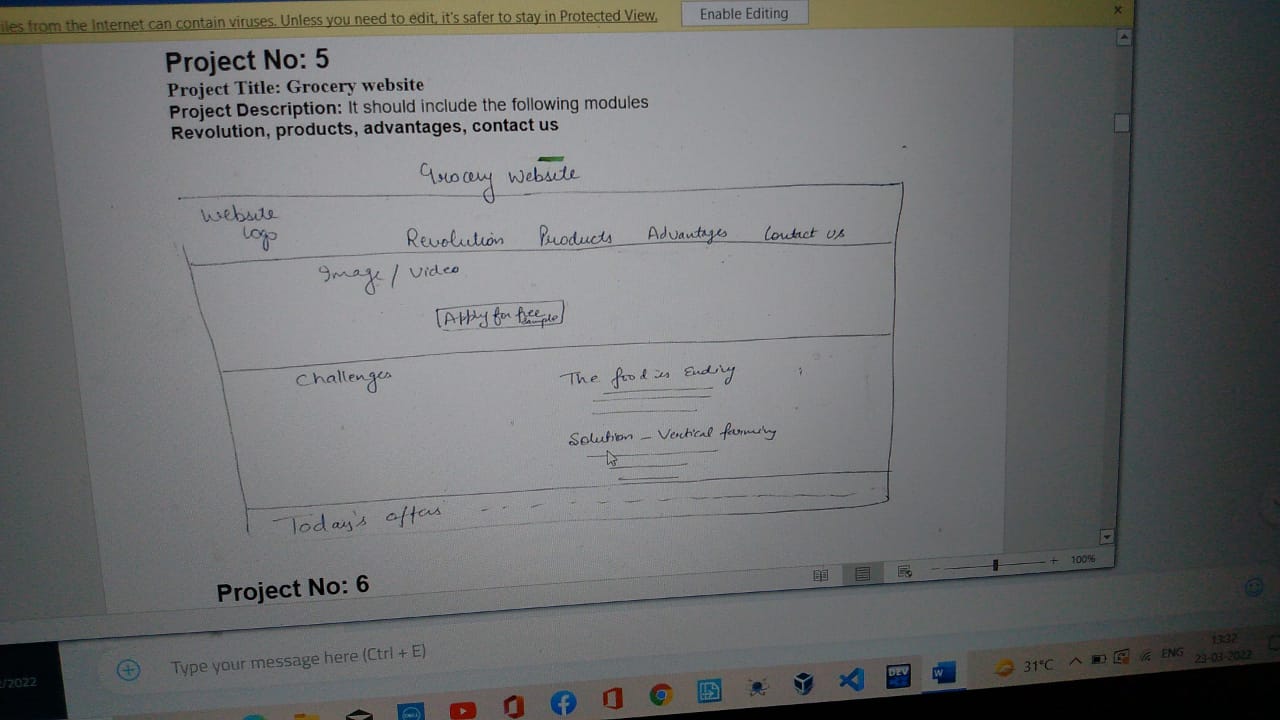 iles from the Internet can contain viruses. Unless you need to edit, it's safer to stay in Protected View.
Enable Editing
Project No: 5
Project Title: Grocery website
Project Description: It should include the following modules
Revolution, products, advantages, contact us
Grocery Website
Website
logo
Revolution Products Advantages Contact us
Image / Video
Apply for free
sample
Challenges
The food is Ending
Solution - Vertical farming
Today's offers
Project No: 6
100%
Type your message here (Ctrl + E)
/2022
DEV
W
31°C
ENG
13:32
23-03-2022